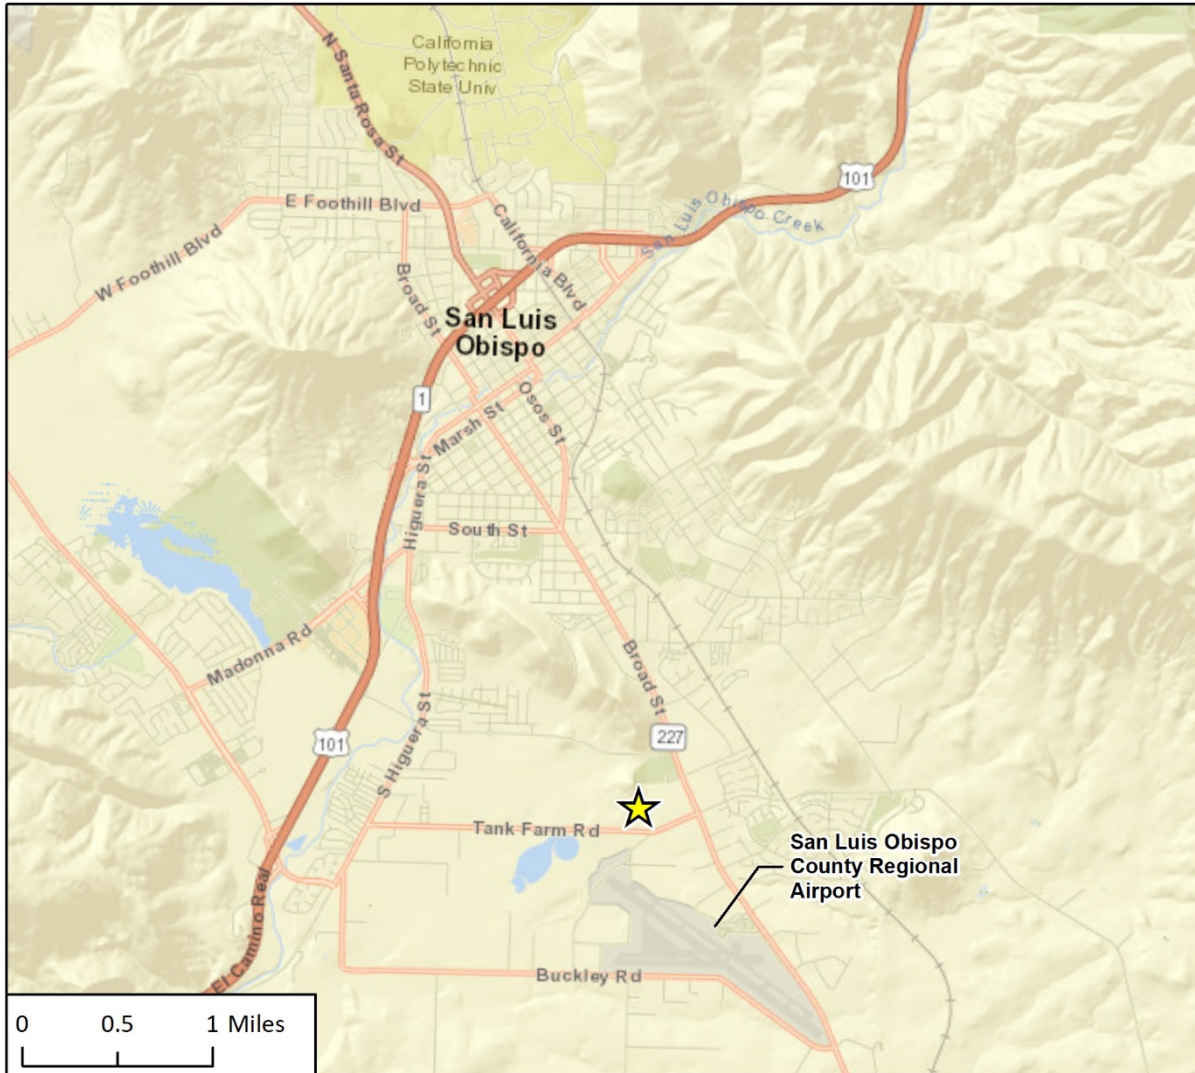 California
Polytechnic
State Univ
N Santa Rosa St
101
E Foothill Blvd
San Luis Obispo Creek
California Blvd
W Foothill Blvd
Broad St
San Luis
Obispo
1
Osos St
Marsh St
Higuera St
South St
Madonna Rd
Broad St
S Higuera St
227
101
Tank Farm Rd
San Luis Obispo
County Regional
Airport
El Camino Real
Buckley Rd
0 0.5 1 Miles